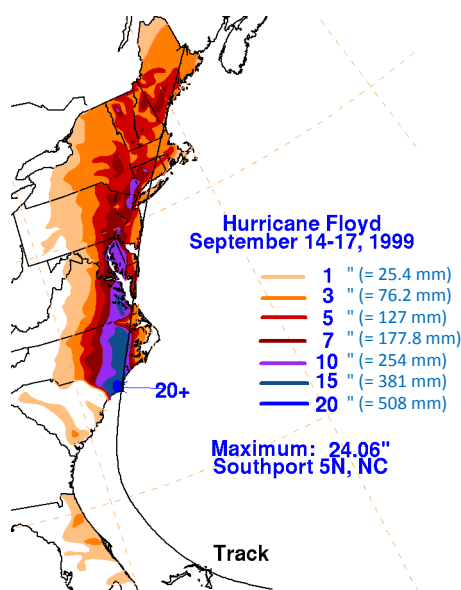 Hurricane Floyd
September 14-17, 1999
1 " (= 25.4 mm)
3 " (= 76.2 mm)
5 " (= 127 mm)
7 " (= 177.8 mm)
10 " (= 254 mm)
15 " (= 381 mm)
20 " (= 508 mm)
20+
Maximum: 24.06"
Southport 5N, NC
Track